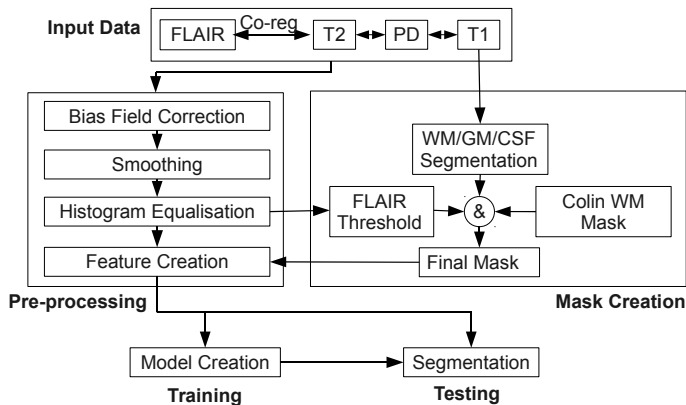 Input Data
Co-reg
FLAIR
T2
PD
T1
Bias Field Correction
Smoothing
Histogram Equalisation
Feature Creation
Pre-processing
WM/GM/CSF
Segmentation
FLAIR
Threshold
&
Colin WM
Mask
Final Mask
Mask Creation
Model Creation
Segmentation
Training
Testing